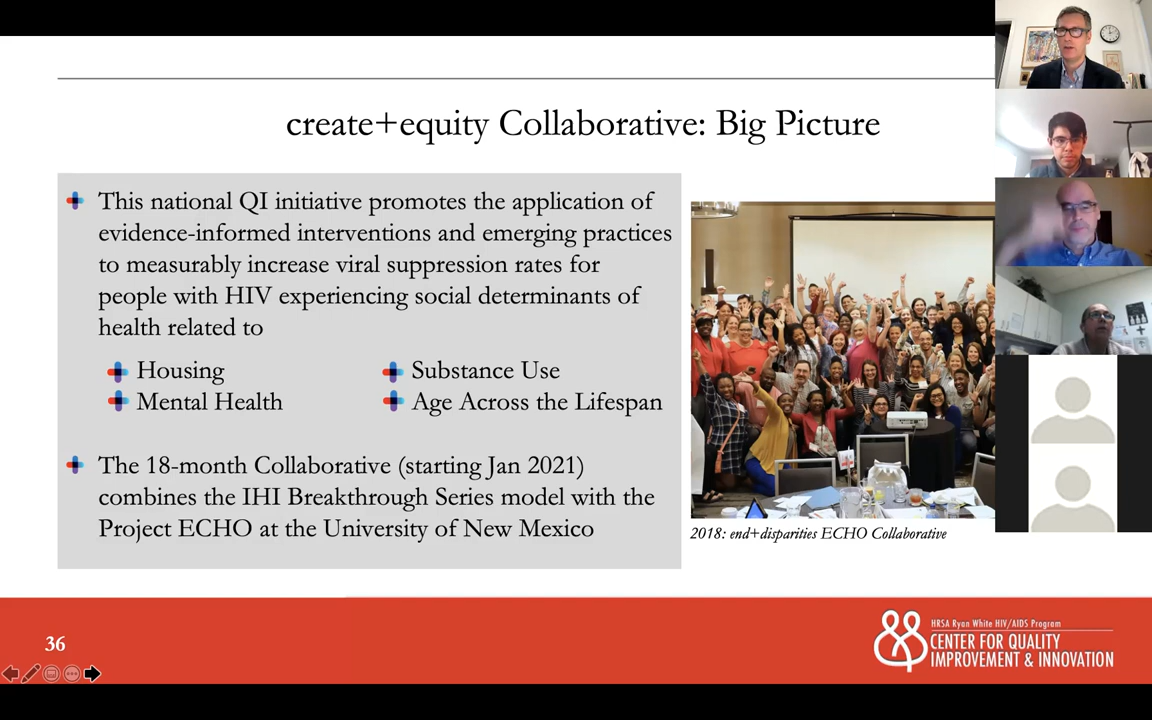 create+equity Collaborative: Big Picture
This national QI initiative promotes the application of
evidence-informed interventions and emerging practices
to measurably increase viral suppression rates for
people with HIV experiencing social determinants of
health related to
Housing
Substance Use
Mental Health
Age Across the Lifespan
The 18-month Collaborative (starting Jan 2021)
combines the IHI Breakthrough Series model with the
Project ECHO at the University of New Mexico
2018: end+disparities ECHO Collaborative
36
HRSA Ryan White HIV/AIDS Program
CENTER FOR QUALITY
IMPROVEMENT & INNOVATION